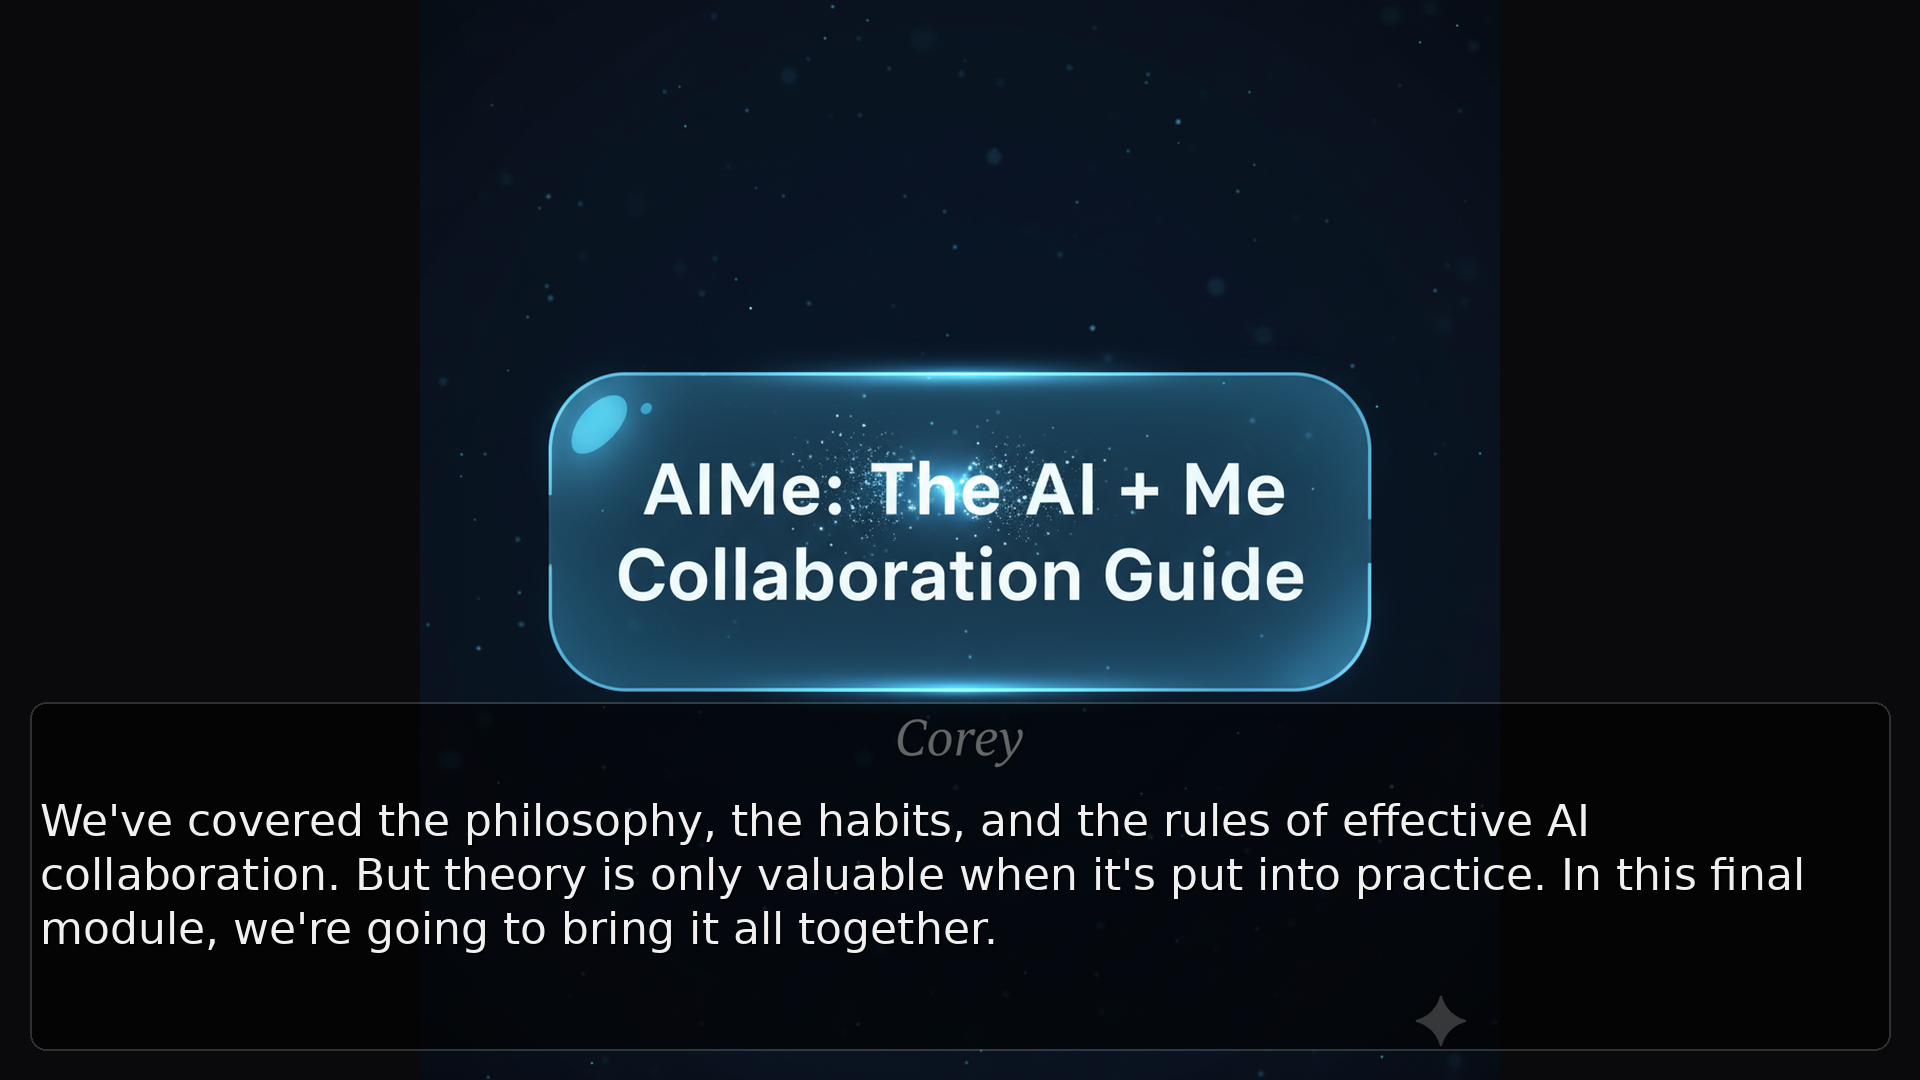 AIMe: The AI + Me
Collaboration Guide
Corey
We've covered the philosophy, the habits, and the rules of effective AI
collaboration. But theory is only valuable when it's put into practice. In this final
module, we're going to bring it all together.